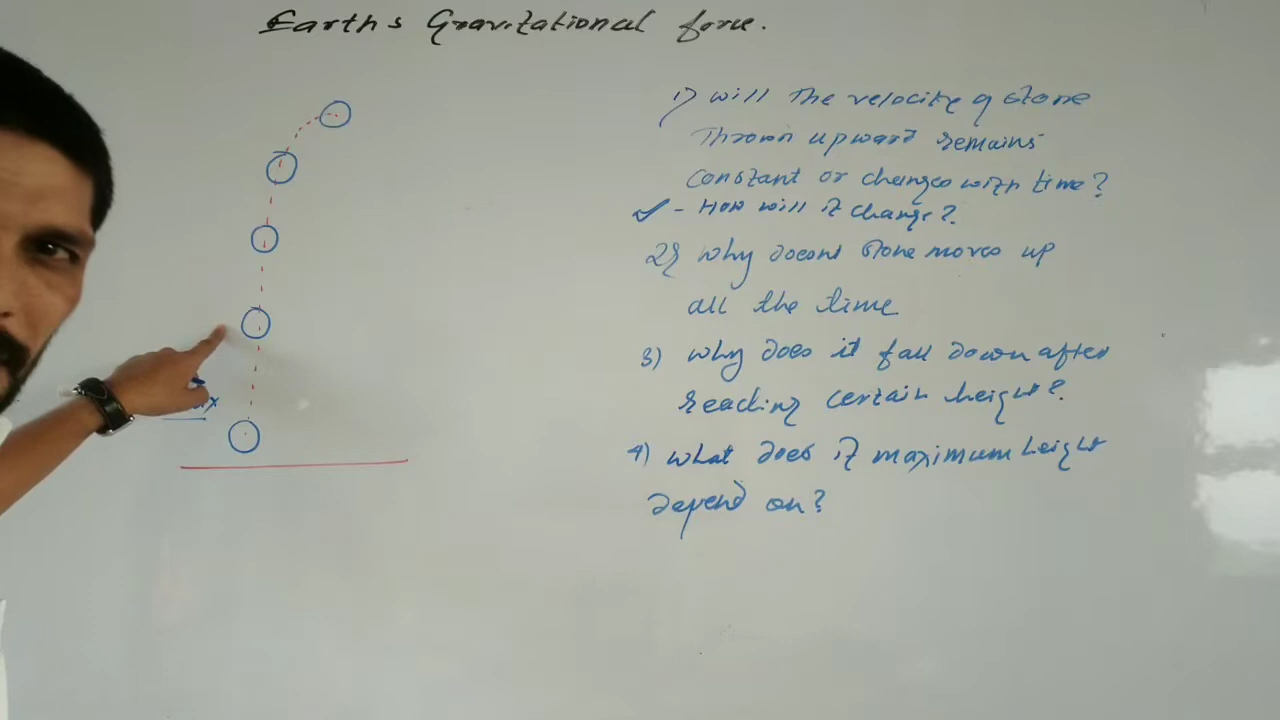 Earths Gravitational force.
1) will the velocity of stone
Thrown upward remains
constant or changes with time?
- How will it change?
2) why doesnt stone moves up
all the time
3) why does it fall down after
reaching certain height?
4) what does it maximum height
depend on?